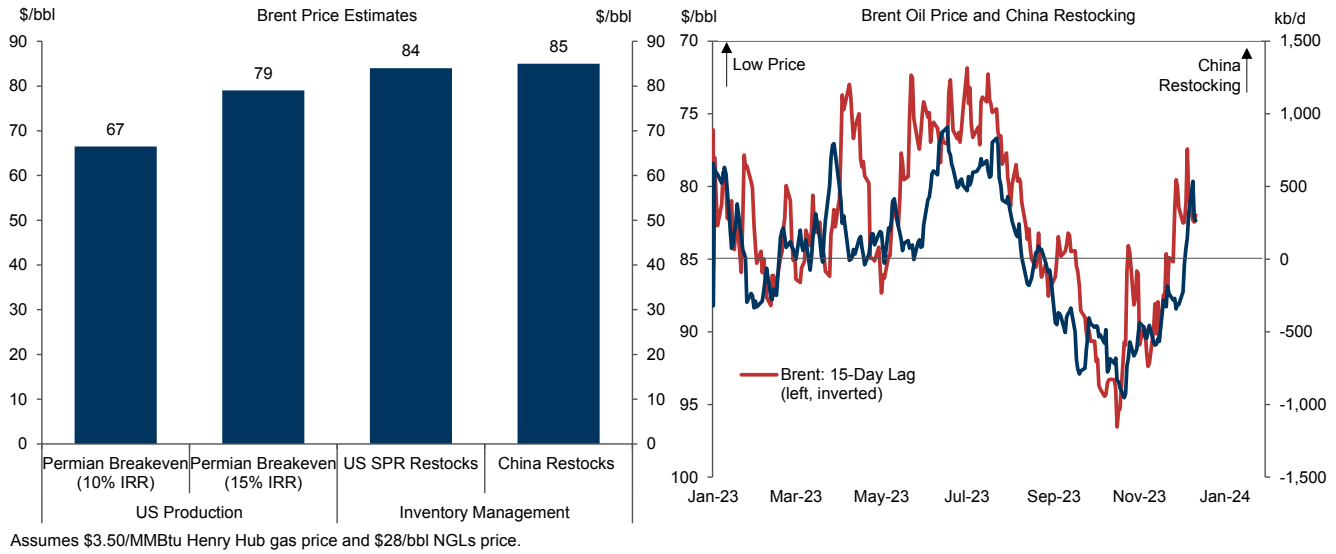 $/bbl
Brent Price Estimates
$/bbl
90
80
70
60
50
40
30
20
10
0
90
80
70
60
50
40
30
20
10
0
67
79
84
85
Permian Breakeven
(10% IRR)
Permian Breakeven
(15% IRR)
US SPR Restocks
China Restocks
US Production
Inventory Management
Assumes $3.50/MMBtu Henry Hub gas price and $28/bbl NGLs price.
$/bbl
Brent Oil Price and China Restocking
kb/d
70
75
80
85
90
95
100
1,500
1,000
500
0
-500
-1,000
-1,500
Low Price
China
Restocking
Brent: 15-Day Lag
(left, inverted)
Jan-23
Mar-23
May-23
Jul-23
Sep-23
Nov-23
Jan-24